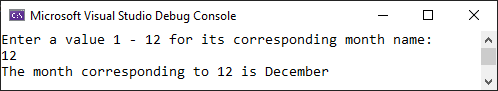 Microsoft Visual Studio Debug Console
Enter a value 1 - 12 for its corresponding month name:
12
The month corresponding to 12 is December